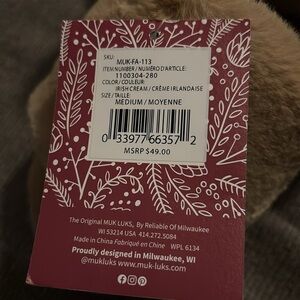 SKU:
MUK-FA-113
ITEM NUMBER / NUMÉRO D'ARTICLE:
1100304-280
COLOR / COULEUR:
IRISH CREAM / CRÈME IRLANDAISE
SIZE / TAILLE:
MEDIUM / MOYENNE
0 33977 66357 2
MSRP $49.00
The Original MUK LUKS, By Reliable Of Milwaukee
WI 53214 USA 414.272.5084
Made in China Fabriqué en Chine WPL 6134
Proudly designed in Milwaukee, WI
@mukluks www.muk-luks.com